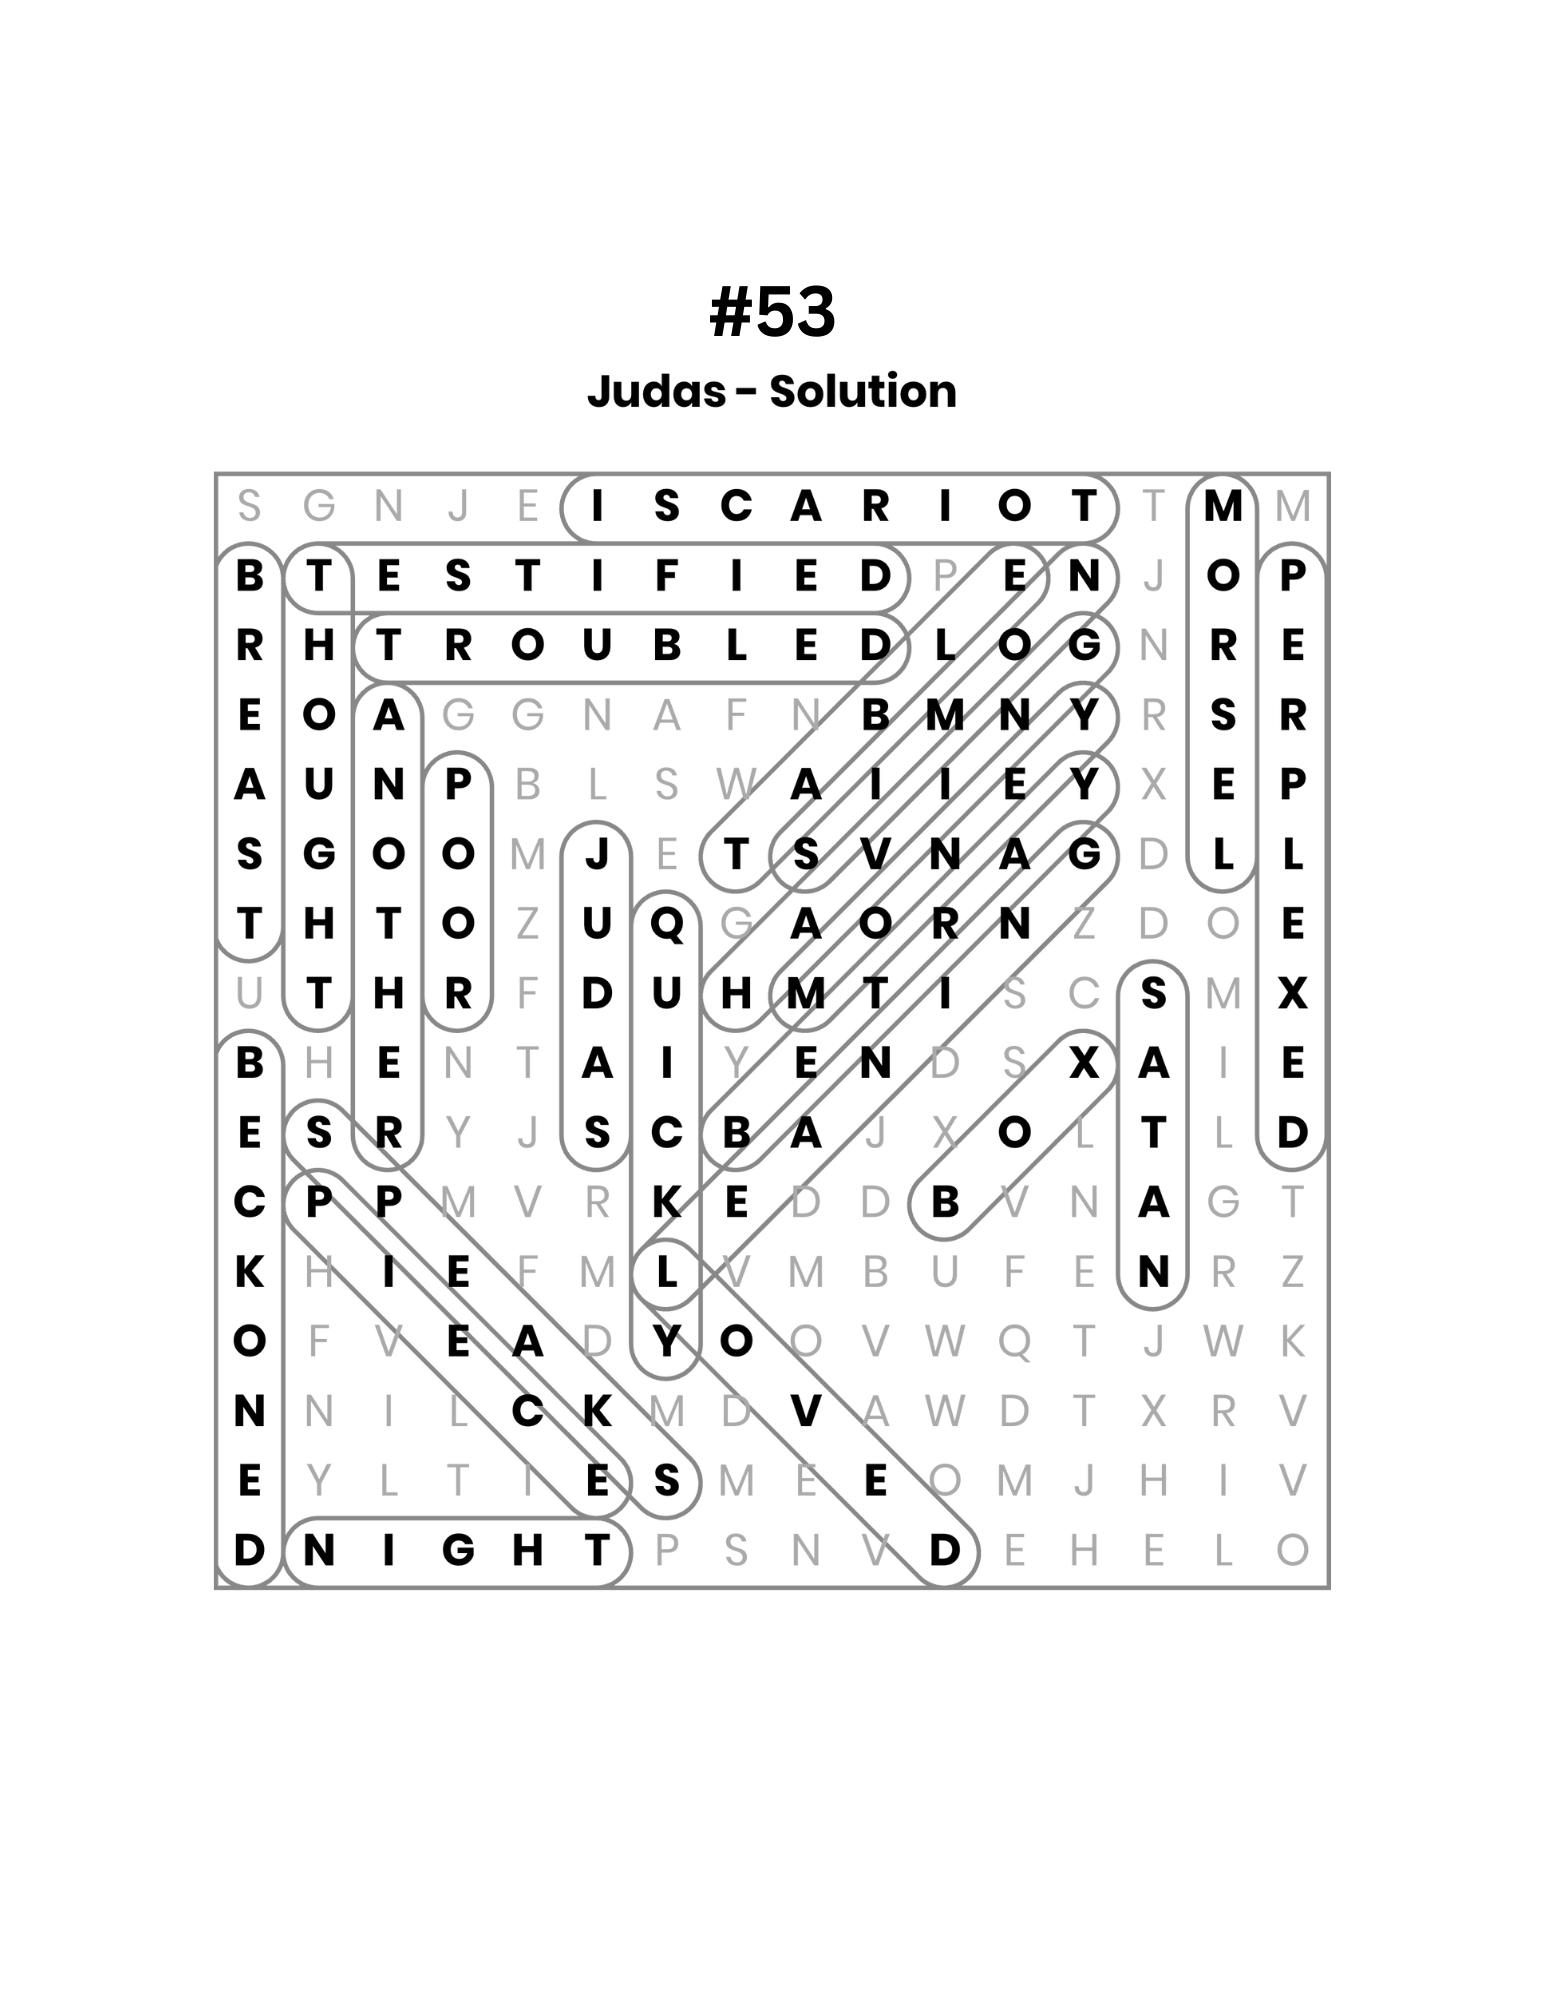 #53
Judas - Solution
S G N J E I S C A R I O T T M M
B T E S T I F I E D P E N J O P
R H T R O U B L E D L O G N R E
E O A G G N A F N B M N Y R S R
A U N P B L S W A I I E Y X E P
S G O O M J E T S V N A G D L L
T H T O Z U Q G A O R N Z D O E
U T H R F D U H M T I S C S M X
B H E N T A I Y E N D S X A I E
E S R Y J S C B A J X O L T L D
C P P M V R K E D D B V N A G T
K H I E F M L V M B U F E N R Z
O F V E A D Y O O V W Q T J W K
N N I L C K M D V A W D T X R V
E Y L T I E S M E E O M J H I V
D N I G H T P S N V D E H E L O